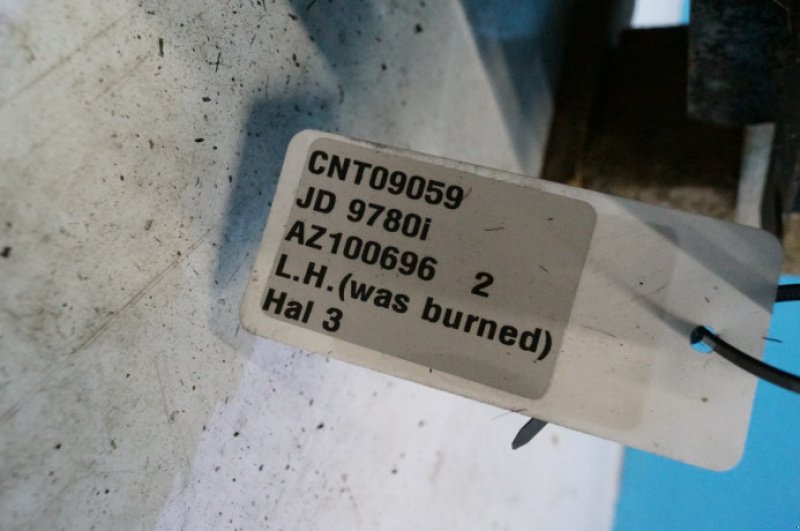 CNT09059
JD 9780i
AZ100696 2
L.H.(was burned)
Hal 3